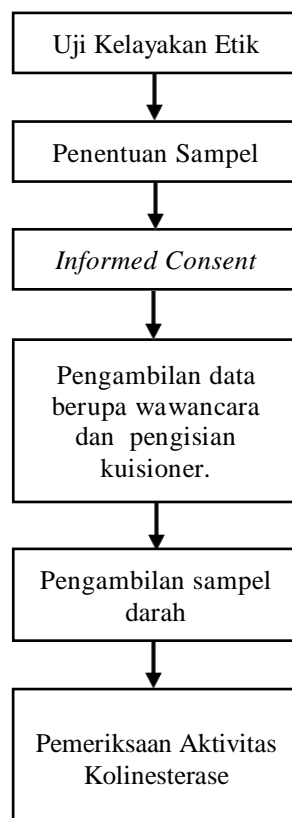 Uji Kelayakan Etik
Penentuan Sampel
Informed Consent
Pengambilan data
berupa wawancara
dan pengisian
kuisioner.
Pengambilan sampel
darah
Pemeriksaan Aktivitas
Kolinesterase